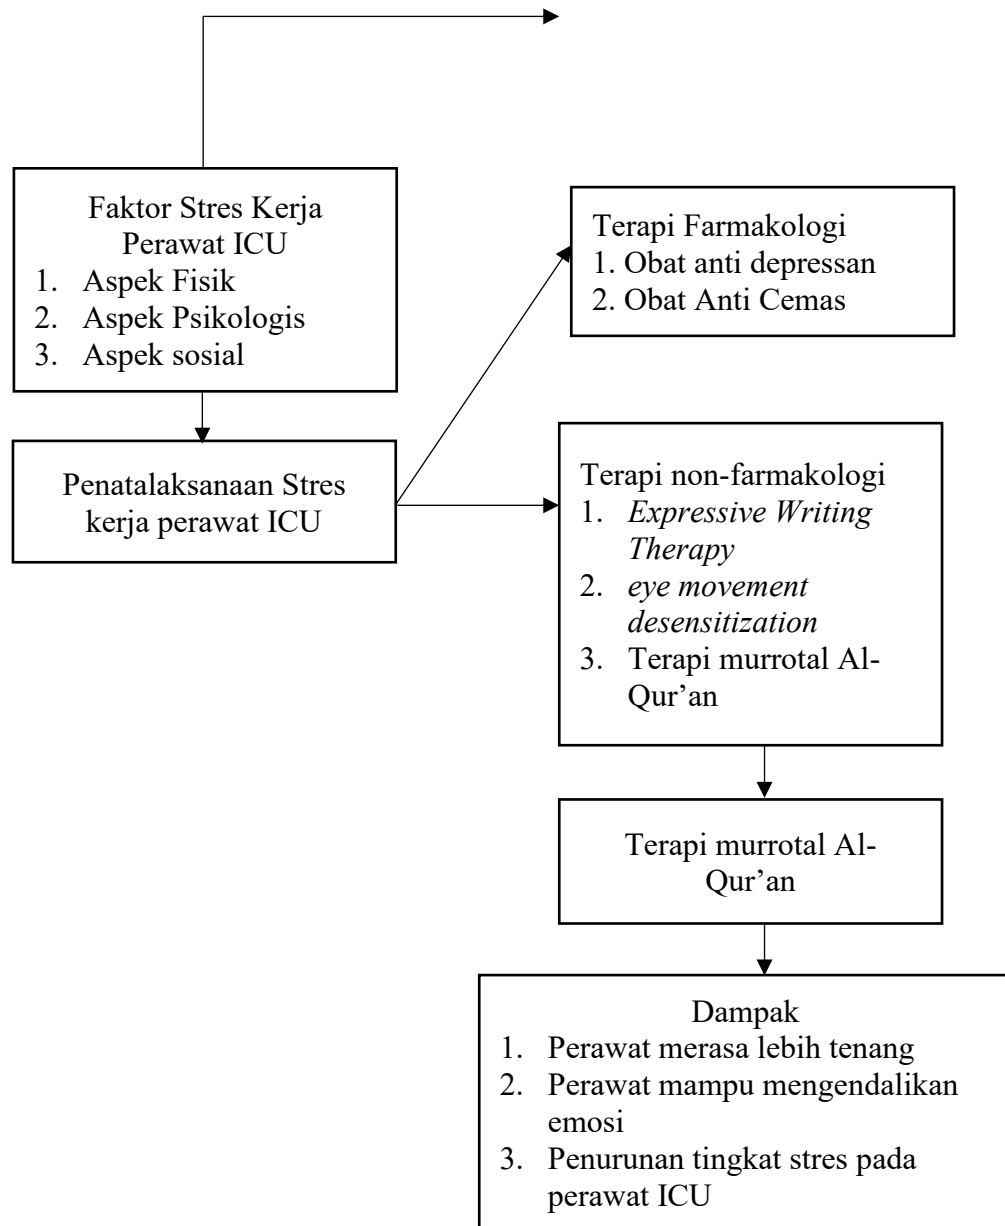 Faktor Stres Kerja
Perawat ICU
1. Aspek Fisik
2. Aspek Psikologis
3. Aspek sosial
Terapi Farmakologi
1. Obat anti depressan
2. Obat Anti Cemas
Penatalaksanaan Stres
kerja perawat ICU
Terapi non-farmakologi
1. Expressive Writing
Therapy
2. eye movement
desensitization
3. Terapi murrotal Al-
Qur’an
Terapi murrotal Al-
Qur’an
Dampak
1. Perawat merasa lebih tenang
2. Perawat mampu mengendalikan
emosi
3. Penurunan tingkat stres pada
perawat ICU